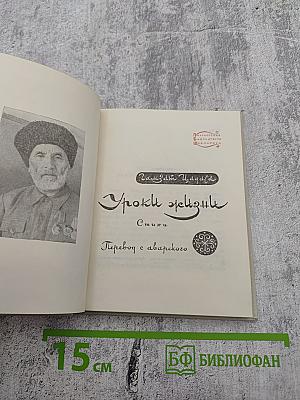 Гамзат Цадаса
Уроки жизни
Стихи
Перевод с аварского
15 см
БФ БИБЛИОФАН